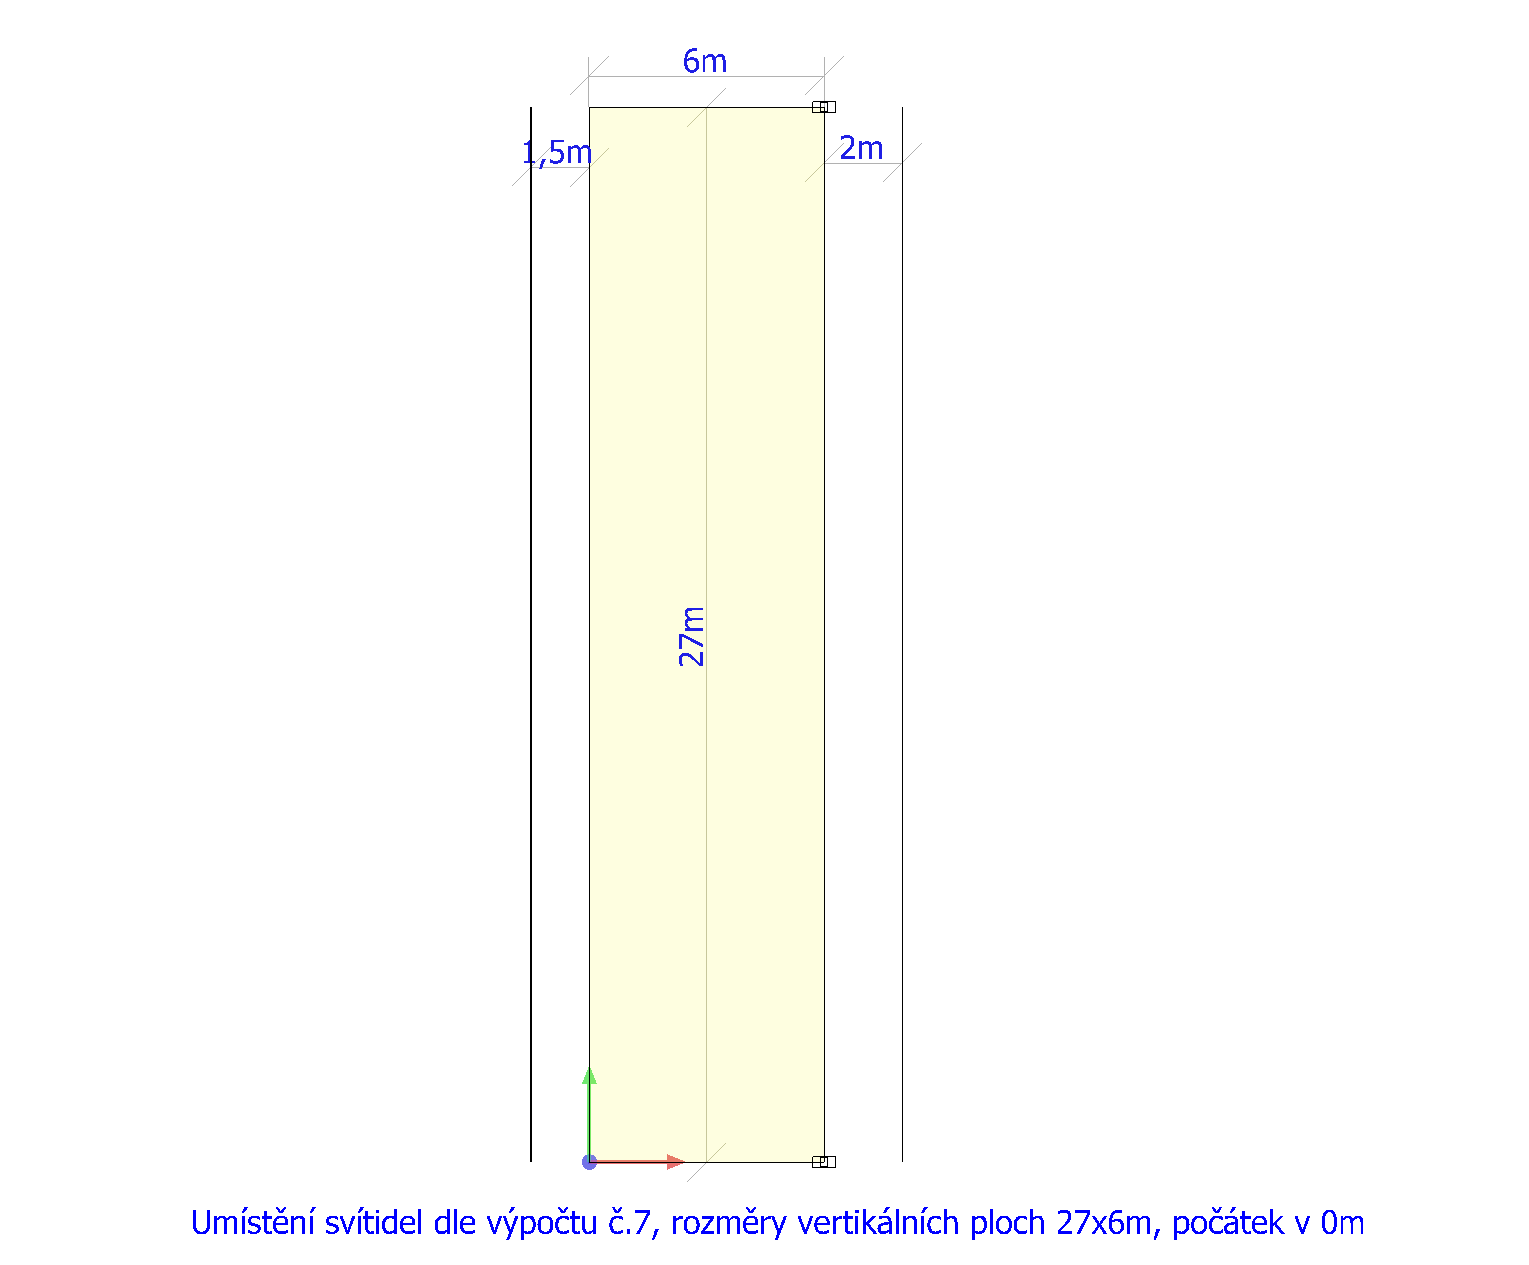 6m
1,5m
2m
27m
Umístění svítidel dle výpočtu č.7, rozměry vertikálních ploch 27x6m, počátek v 0m